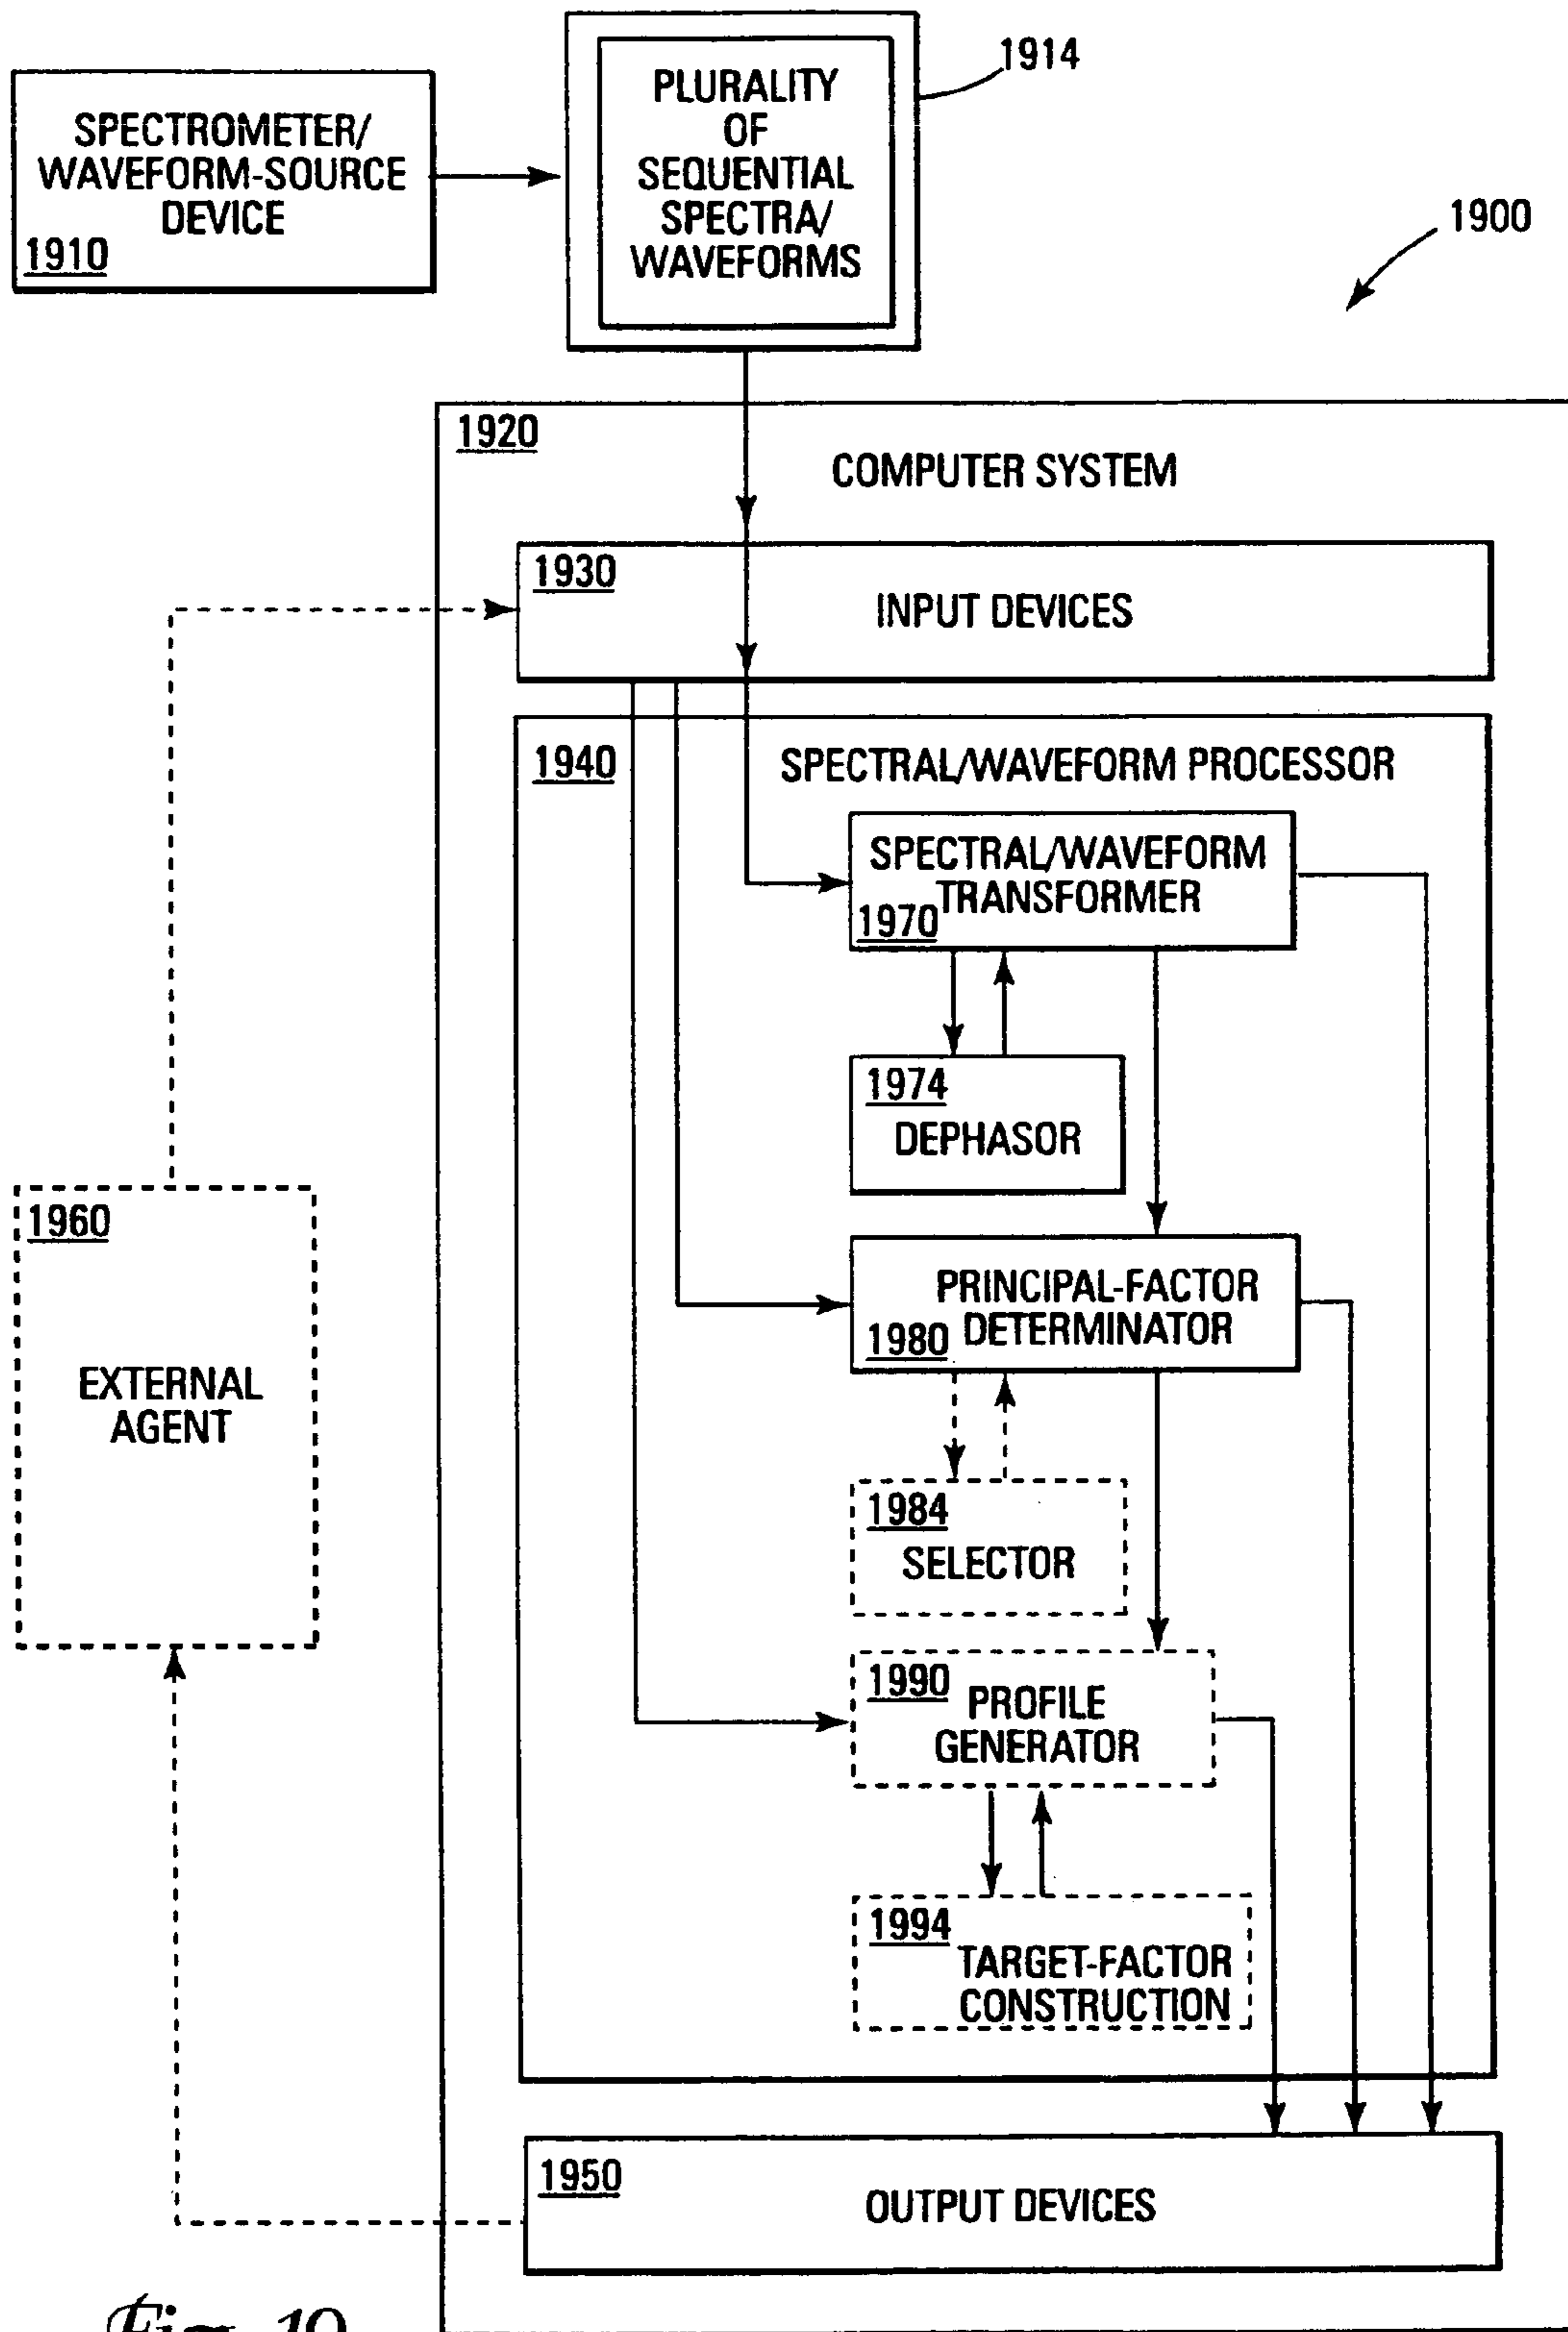 SPECTROMETER/
WAVEFORM-SOURCE
DEVICE
1910
PLURALITY
OF
SEQUENTIAL
SPECTRA/
WAVEFORMS
1914
1900
1920
COMPUTER SYSTEM
1930
INPUT DEVICES
1940
SPECTRAL/WAVEFORM PROCESSOR
SPECTRAL/WAVEFORM
TRANSFORMER
1970
1974
DEPHASOR
1960
EXTERNAL
AGENT
PRINCIPAL-FACTOR
DETERMINATOR
1980
1984
SELECTOR
1990
PROFILE
GENERATOR
1994
TARGET-FACTOR
CONSTRUCTION
1950
OUTPUT DEVICES
Fig. 19